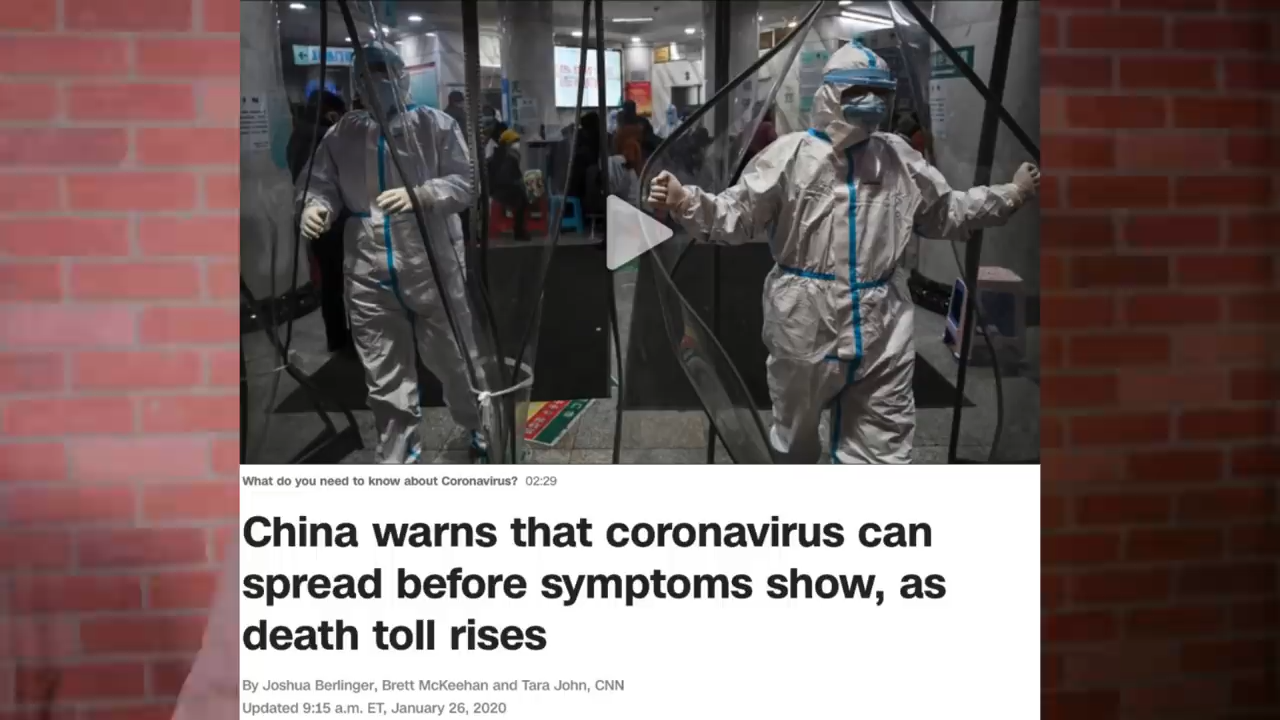 What do you need to know about Coronavirus? 02:29
China warns that coronavirus can
spread before symptoms show, as
death toll rises
By Joshua Berlinger, Brett McKeehan and Tara John, CNN
Updated 9:15 a.m. ET, January 26, 2020